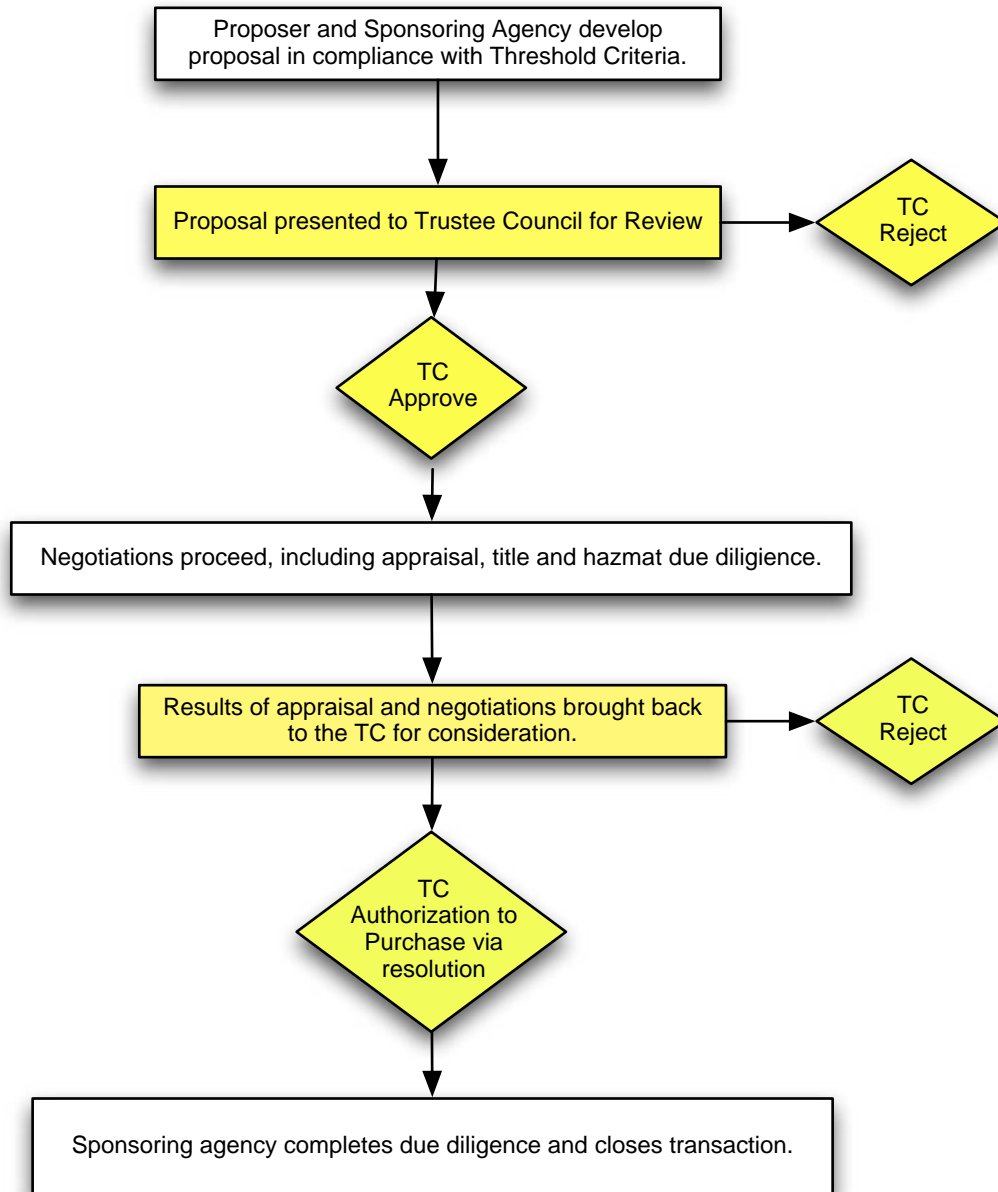 Proposer and Sponsoring Agency develop
proposal in compliance with Threshold Criteria.
Proposal presented to Trustee Council for Review
TC
Reject
TC
Approve
Negotiations proceed, including appraisal, title and hazmat due diligience.
Results of appraisal and negotiations brought back
to the TC for consideration.
TC
Reject
TC
Authorization to
Purchase via
resolution
Sponsoring agency completes due diligence and closes transaction.